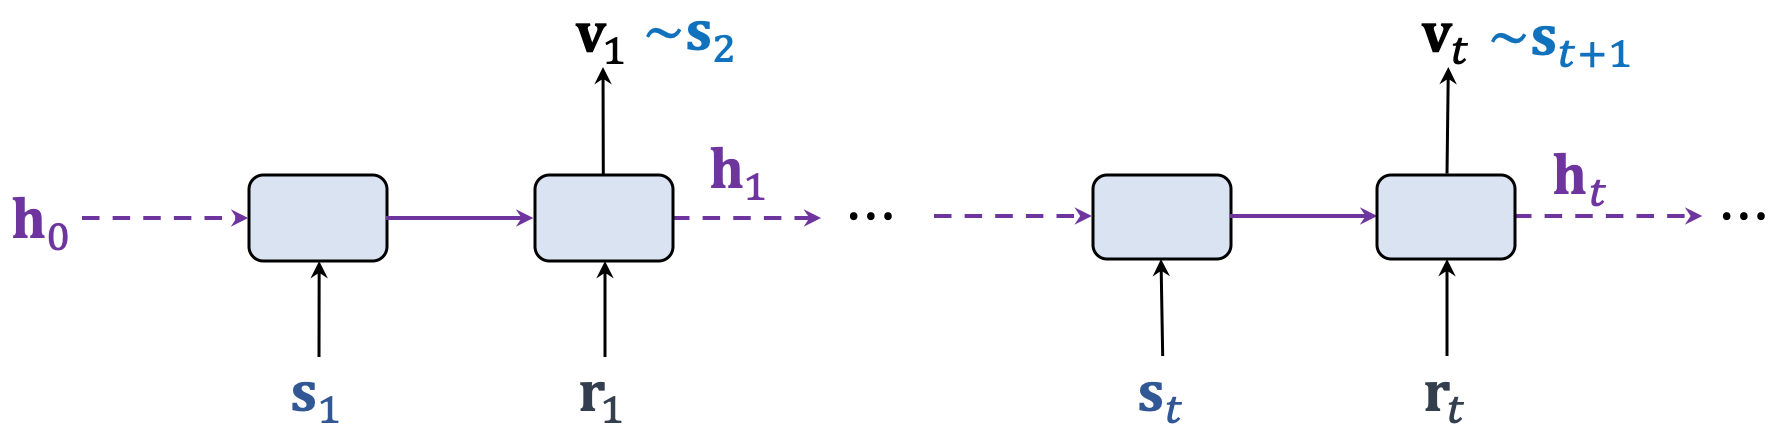 v₁ ~s₂ vₜ ~sₜ₊₁
h₀ h₁ ... hₜ ...
s₁ r₁ sₜ rₜ